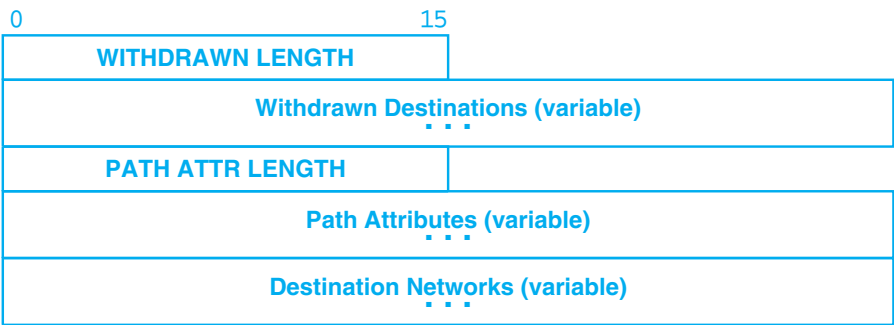 0 15
WITHDRAWN LENGTH
Withdrawn Destinations (variable)
. . .
PATH ATTR LENGTH
Path Attributes (variable)
. . .
Destination Networks (variable)
. . .